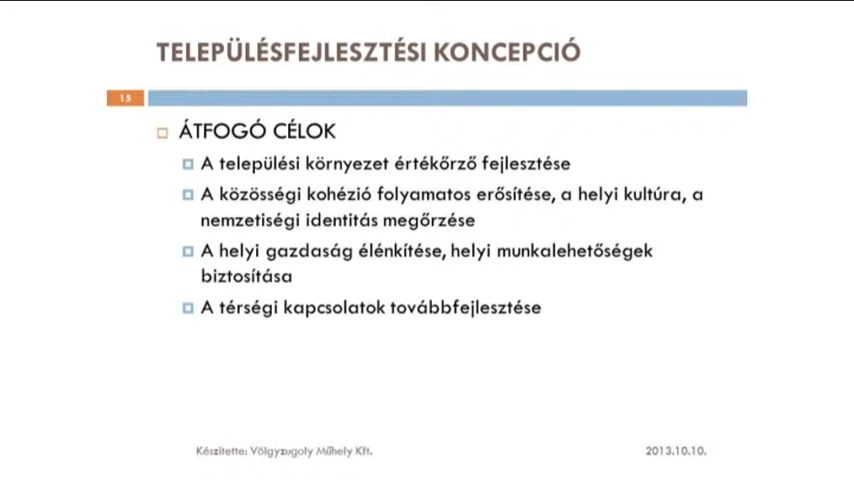 TELEPÜLÉSFEJLESZTÉSI KONCEPCIÓ
15
ÁTFOGÓ CÉLOK
A települési környezet értékőrző fejlesztése
A közösségi kohézió folyamatos erősítése, a helyi kultúra, a
nemzetiségi identitás megőrzése
A helyi gazdaság élénkítése, helyi munkalehetőségek
biztosítása
A térségi kapcsolatok továbbfejlesztése
Készítette: Völgyzugoly Műhely Kft.
2013.10.10.